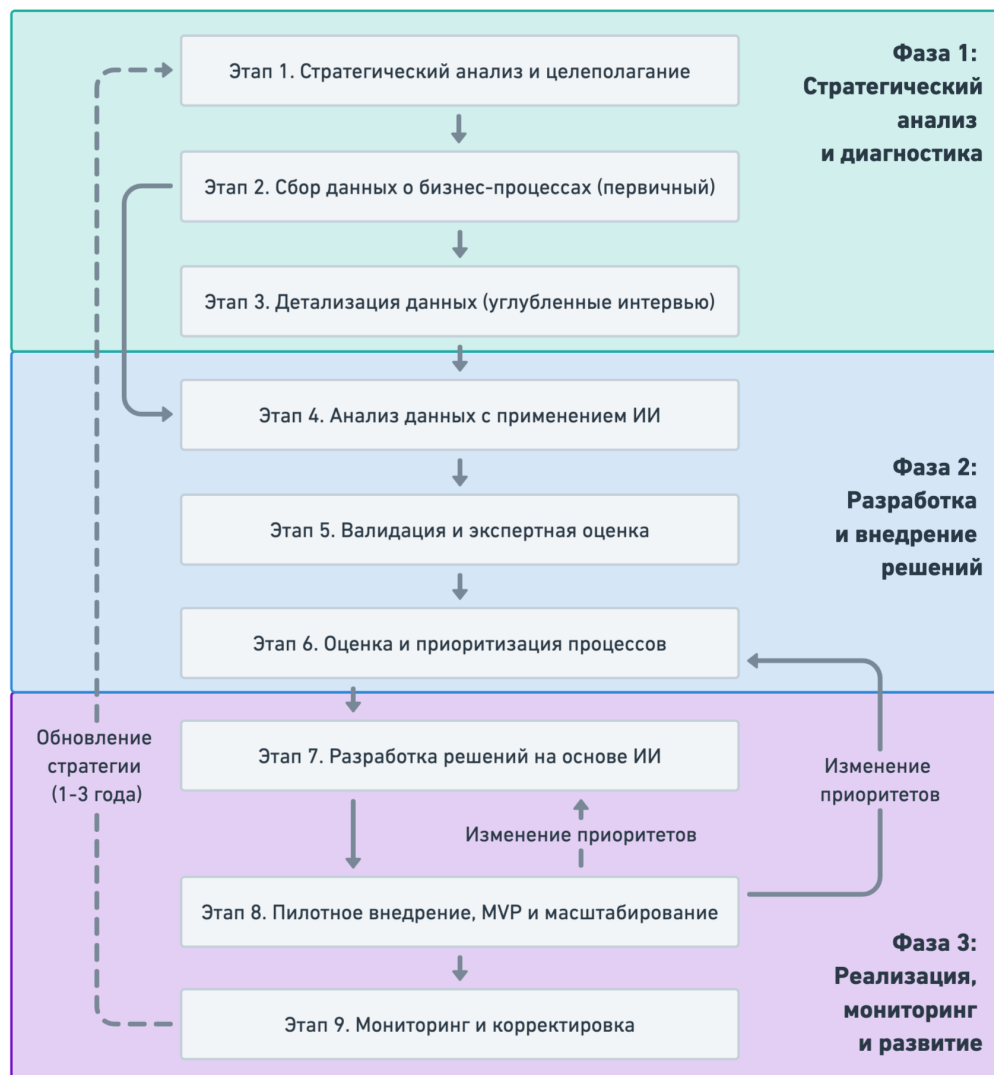 Фаза 1:
Стратегический
анализ
и диагностика
Этап 1. Стратегический анализ и целеполагание
Этап 2. Сбор данных о бизнес-процессах (первичный)
Этап 3. Детализация данных (углубленные интервью)
Фаза 2:
Разработка
и внедрение
решений
Этап 4. Анализ данных с применением ИИ
Этап 5. Валидация и экспертная оценка
Этап 6. Оценка и приоритизация процессов
Обновление
стратегии
(1-3 года)
Этап 7. Разработка решений на основе ИИ
Изменение
приоритетов
Изменение приоритетов
Этап 8. Пилотное внедрение, MVP и масштабирование
Фаза 3:
Реализация,
мониторинг
и развитие
Этап 9. Мониторинг и корректировка